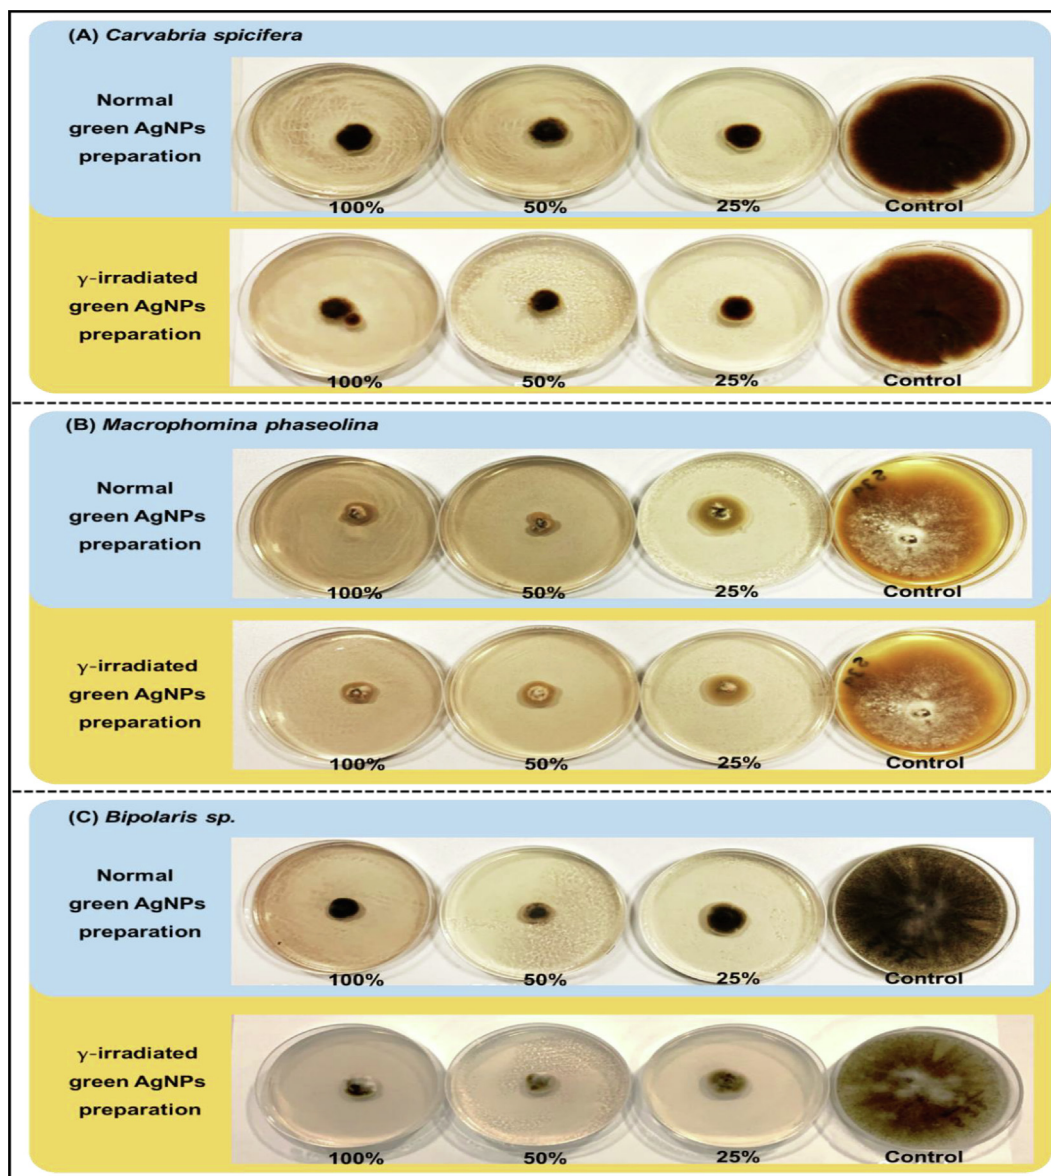 (A) Carvabria spicifera
Normal
green AgNPs
preparation
100% 50% 25% Control
γ-irradiated
green AgNPs
preparation
100% 50% 25% Control
(B) Macrophomina phaseolina
Normal
green AgNPs
preparation
100% 50% 25% Control
γ-irradiated
green AgNPs
preparation
100% 50% 25% Control
(C) Bipolaris sp.
Normal
green AgNPs
preparation
100% 50% 25% Control
γ-irradiated
green AgNPs
preparation
100% 50% 25% Control